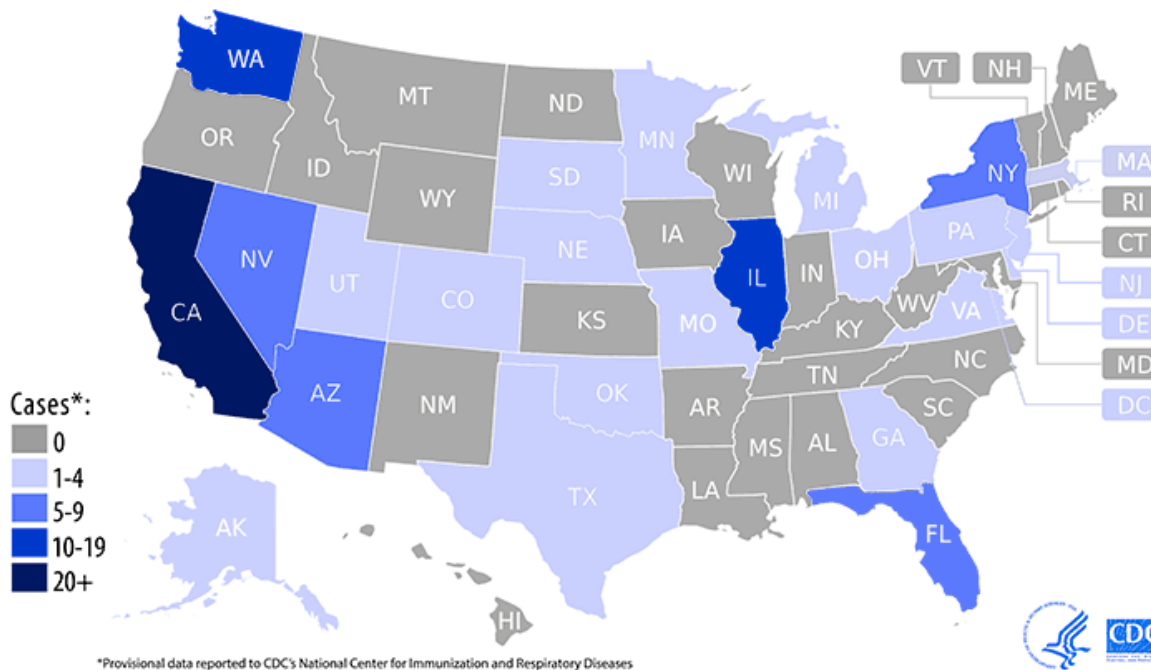 WA
VT NH
ME
MT
ND
OR
MN
ID
WI
NY
MA
SD
MI
WY
RI
IA
PA
CT
NE
NV
OH
IL
IN
NJ
UT
CO
WV
VA
CA
DE
KS
MO
KY
MD
NC
TN
AZ
OK
NM
AR
SC
DC
Cases*:
0
1-4
5-9
10-19
20+
MS
AL
GA
LA
TX
AK
FL
HI
CDC
*Provisional data reported to CDC's National Center for Immunization and Respiratory Diseases